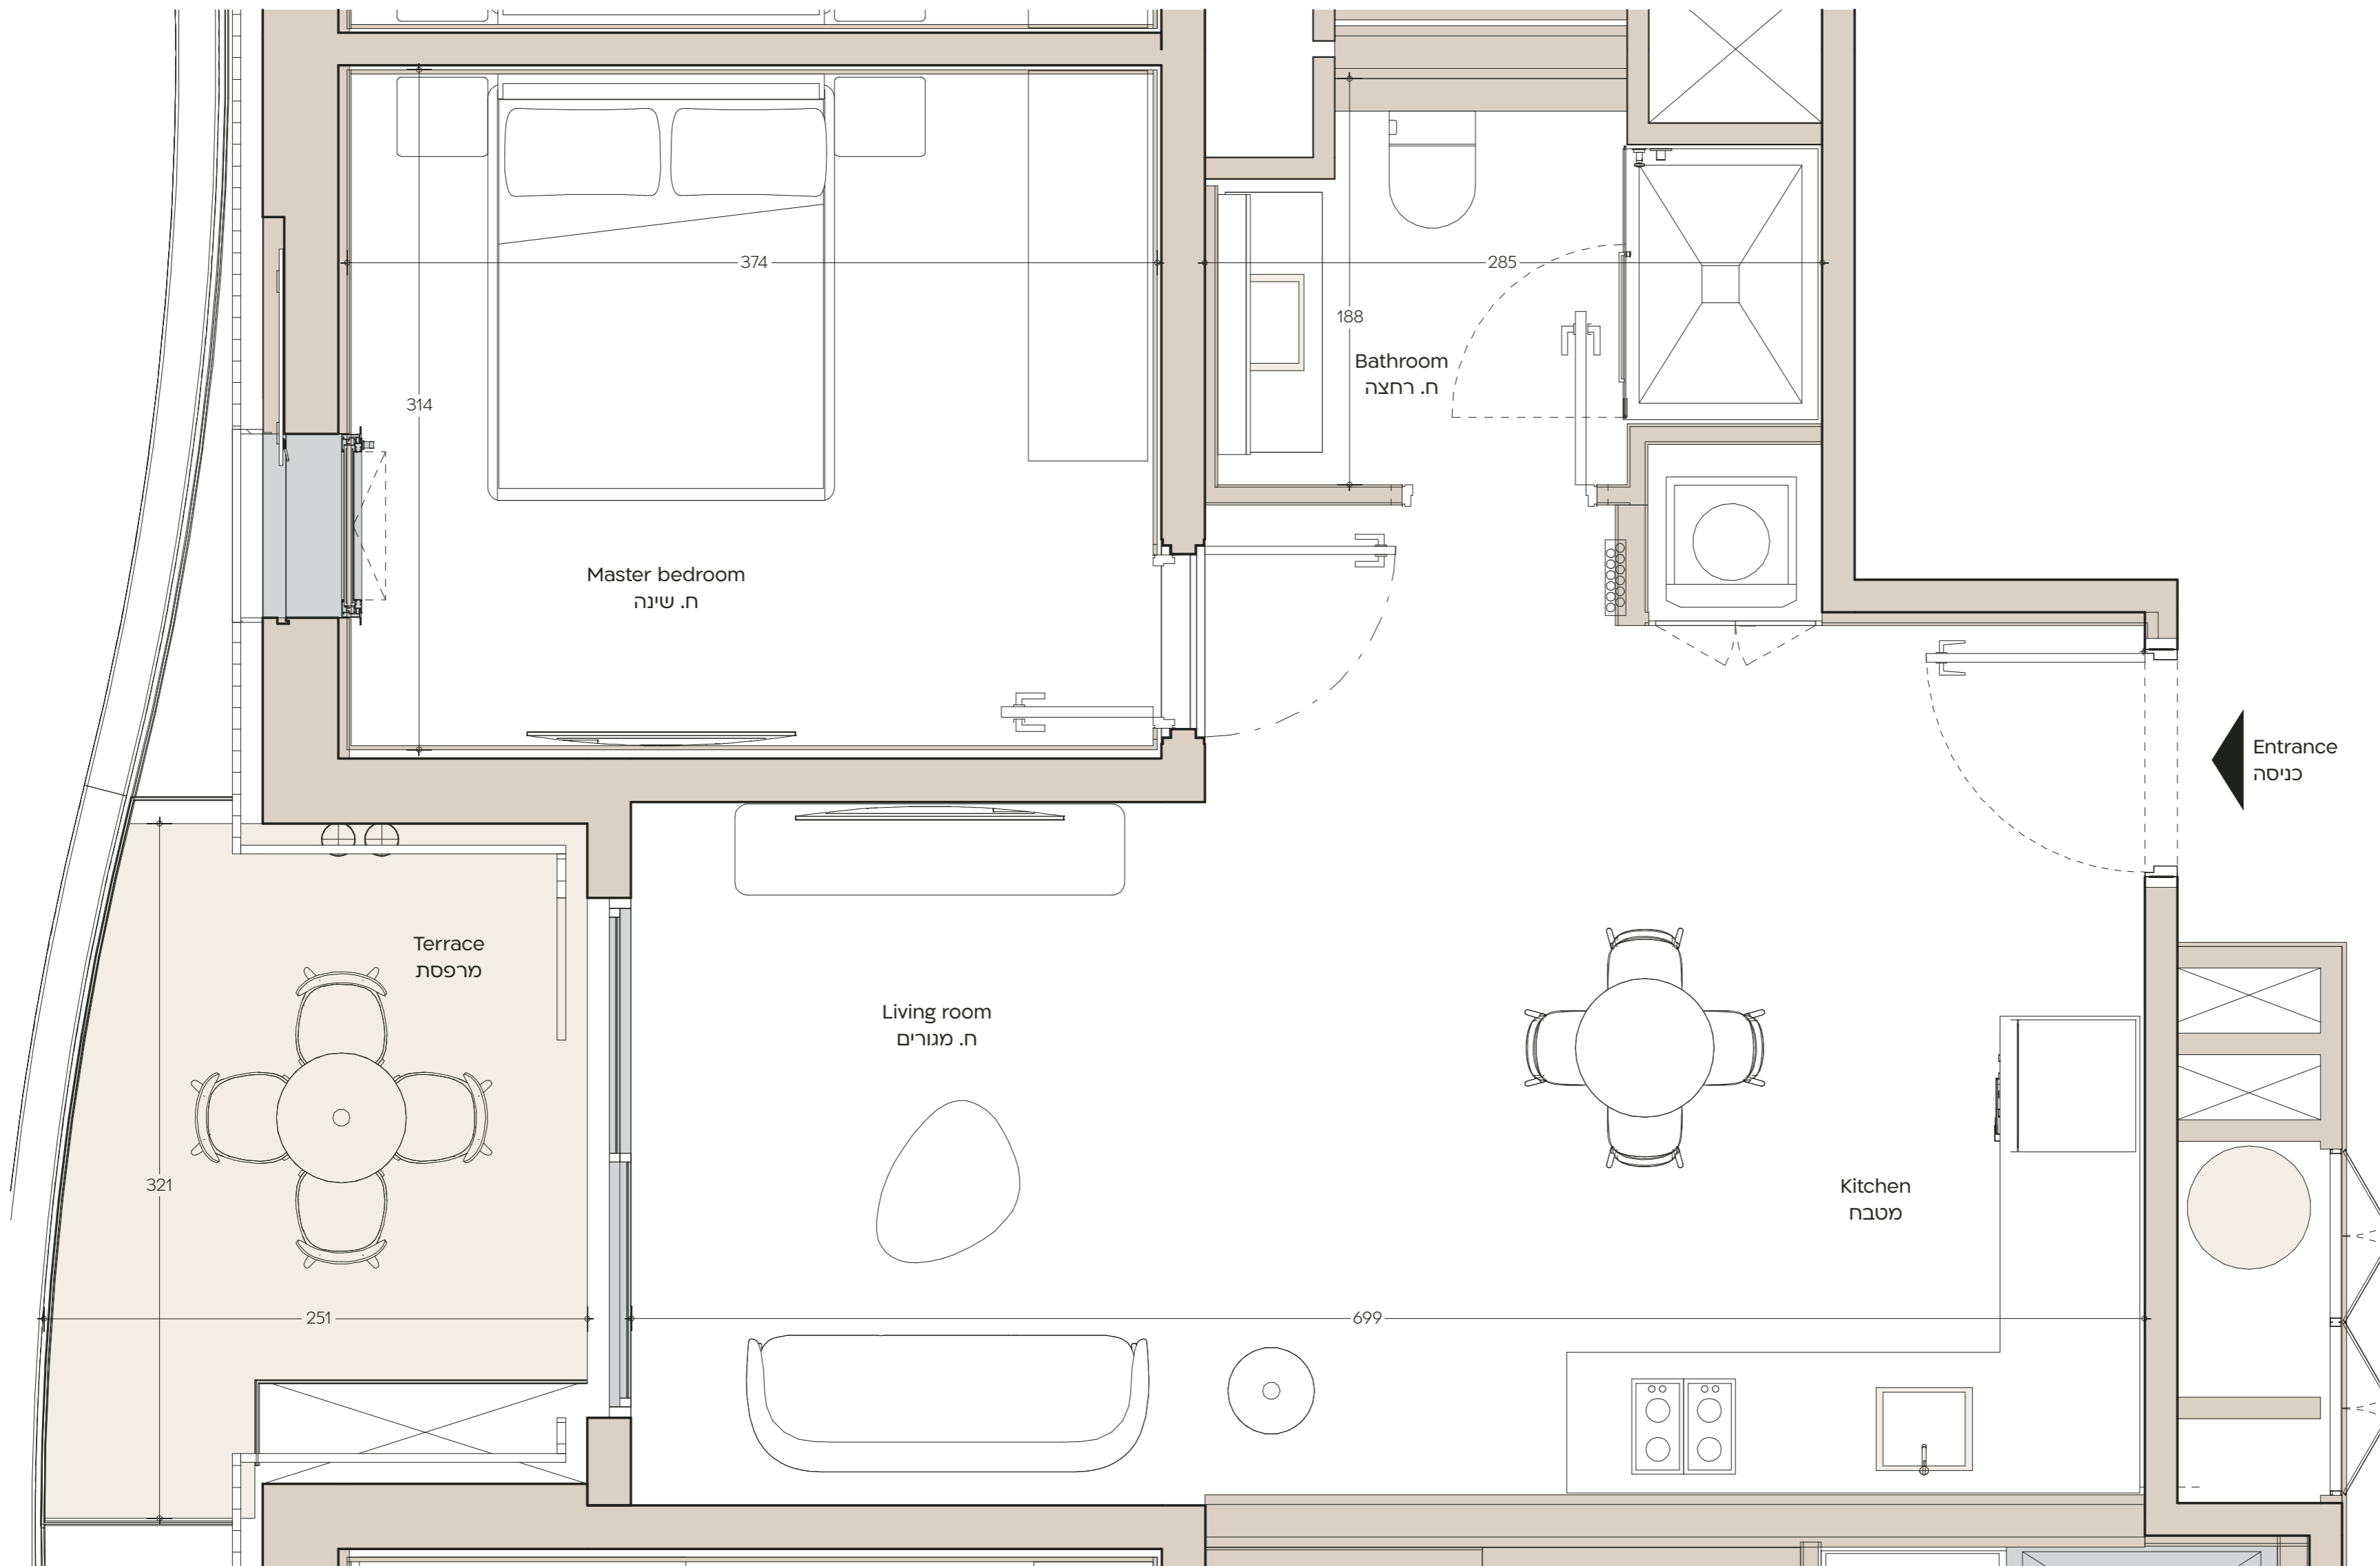 374
285
188
Bathroom
ח. רחצה
314
Master bedroom
ח. שינה
Entrance
כניסה
Terrace
מרפסת
Living room
ח. מגורים
Kitchen
מטבח
321
251
699